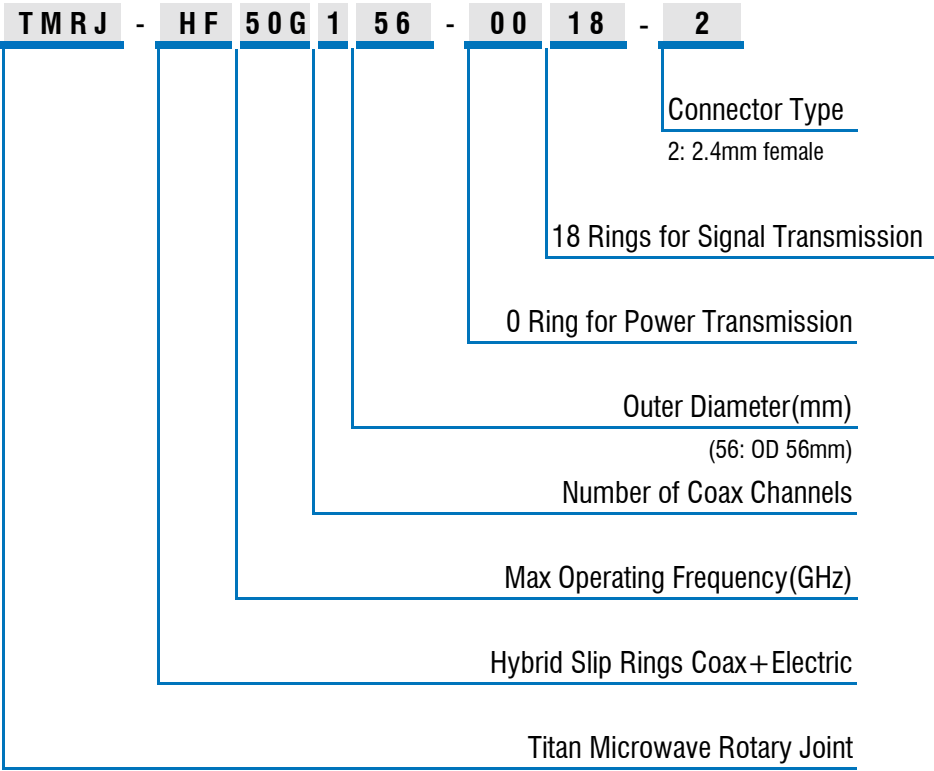 TMRJ - HF 50G 1 56 - 00 18 - 2
Connector Type
2: 2.4mm female
18 Rings for Signal Transmission
0 Ring for Power Transmission
Outer Diameter(mm)
(56: OD 56mm)
Number of Coax Channels
Max Operating Frequency(GHz)
Hybrid Slip Rings Coax+Electric
Titan Microwave Rotary Joint